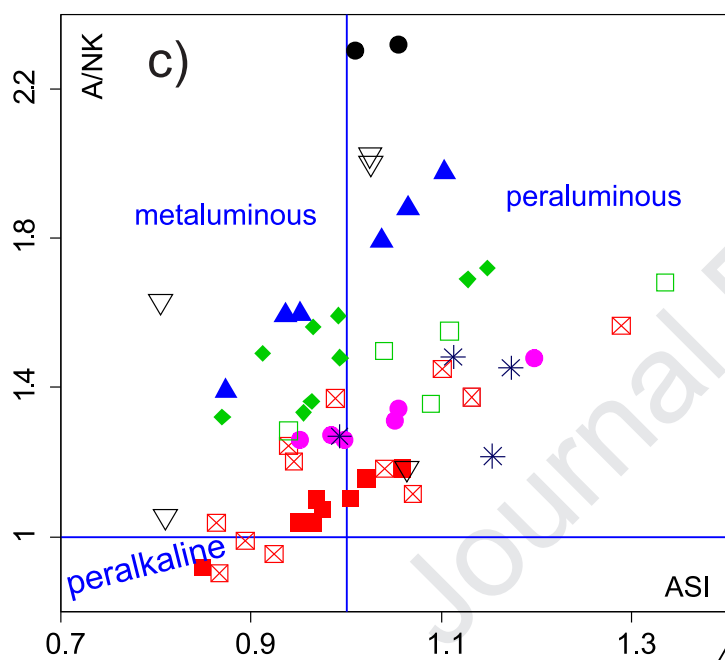 c)
A/NK
2.2
1.8
1.4
1
metaluminous
peraluminous
peralkaline
ASI
0.7
0.9
1.1
1.3
Journal